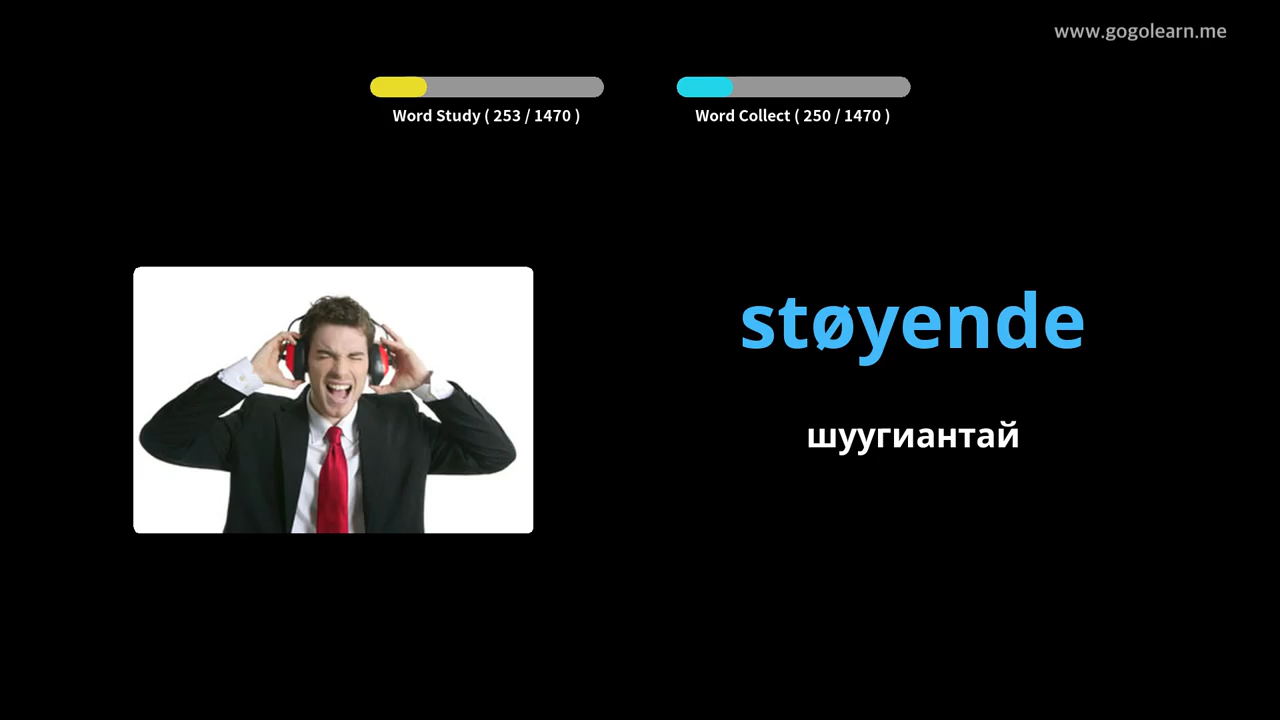 www.gogolearn.me
Word Study ( 253 / 1470 )
Word Collect ( 250 / 1470 )
støyende
шуугиантай